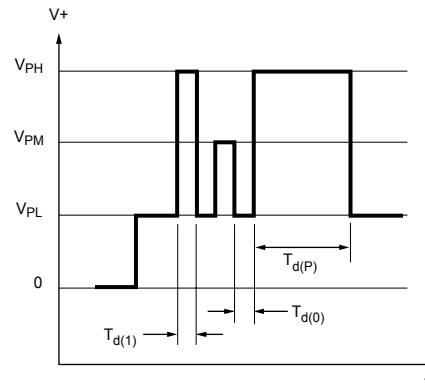 V+
VPH
VPM
VPL
0
Td(P)
Td(0)
Td(1)